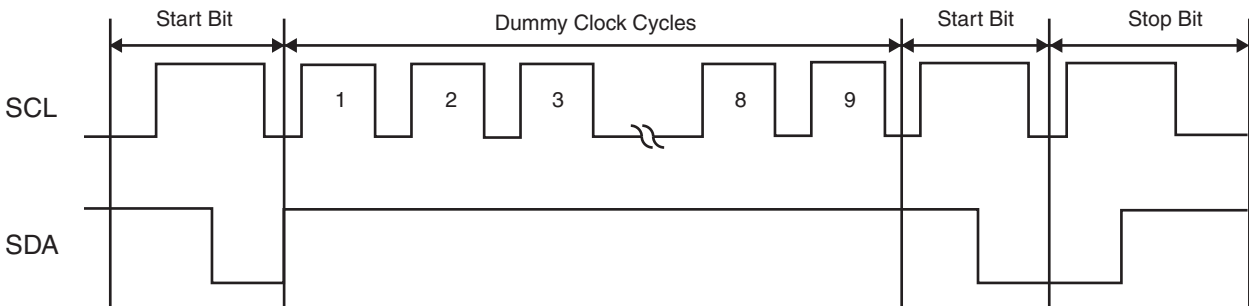 Start Bit Dummy Clock Cycles Start Bit Stop Bit
SCL 1 2 3 8 9
SDA